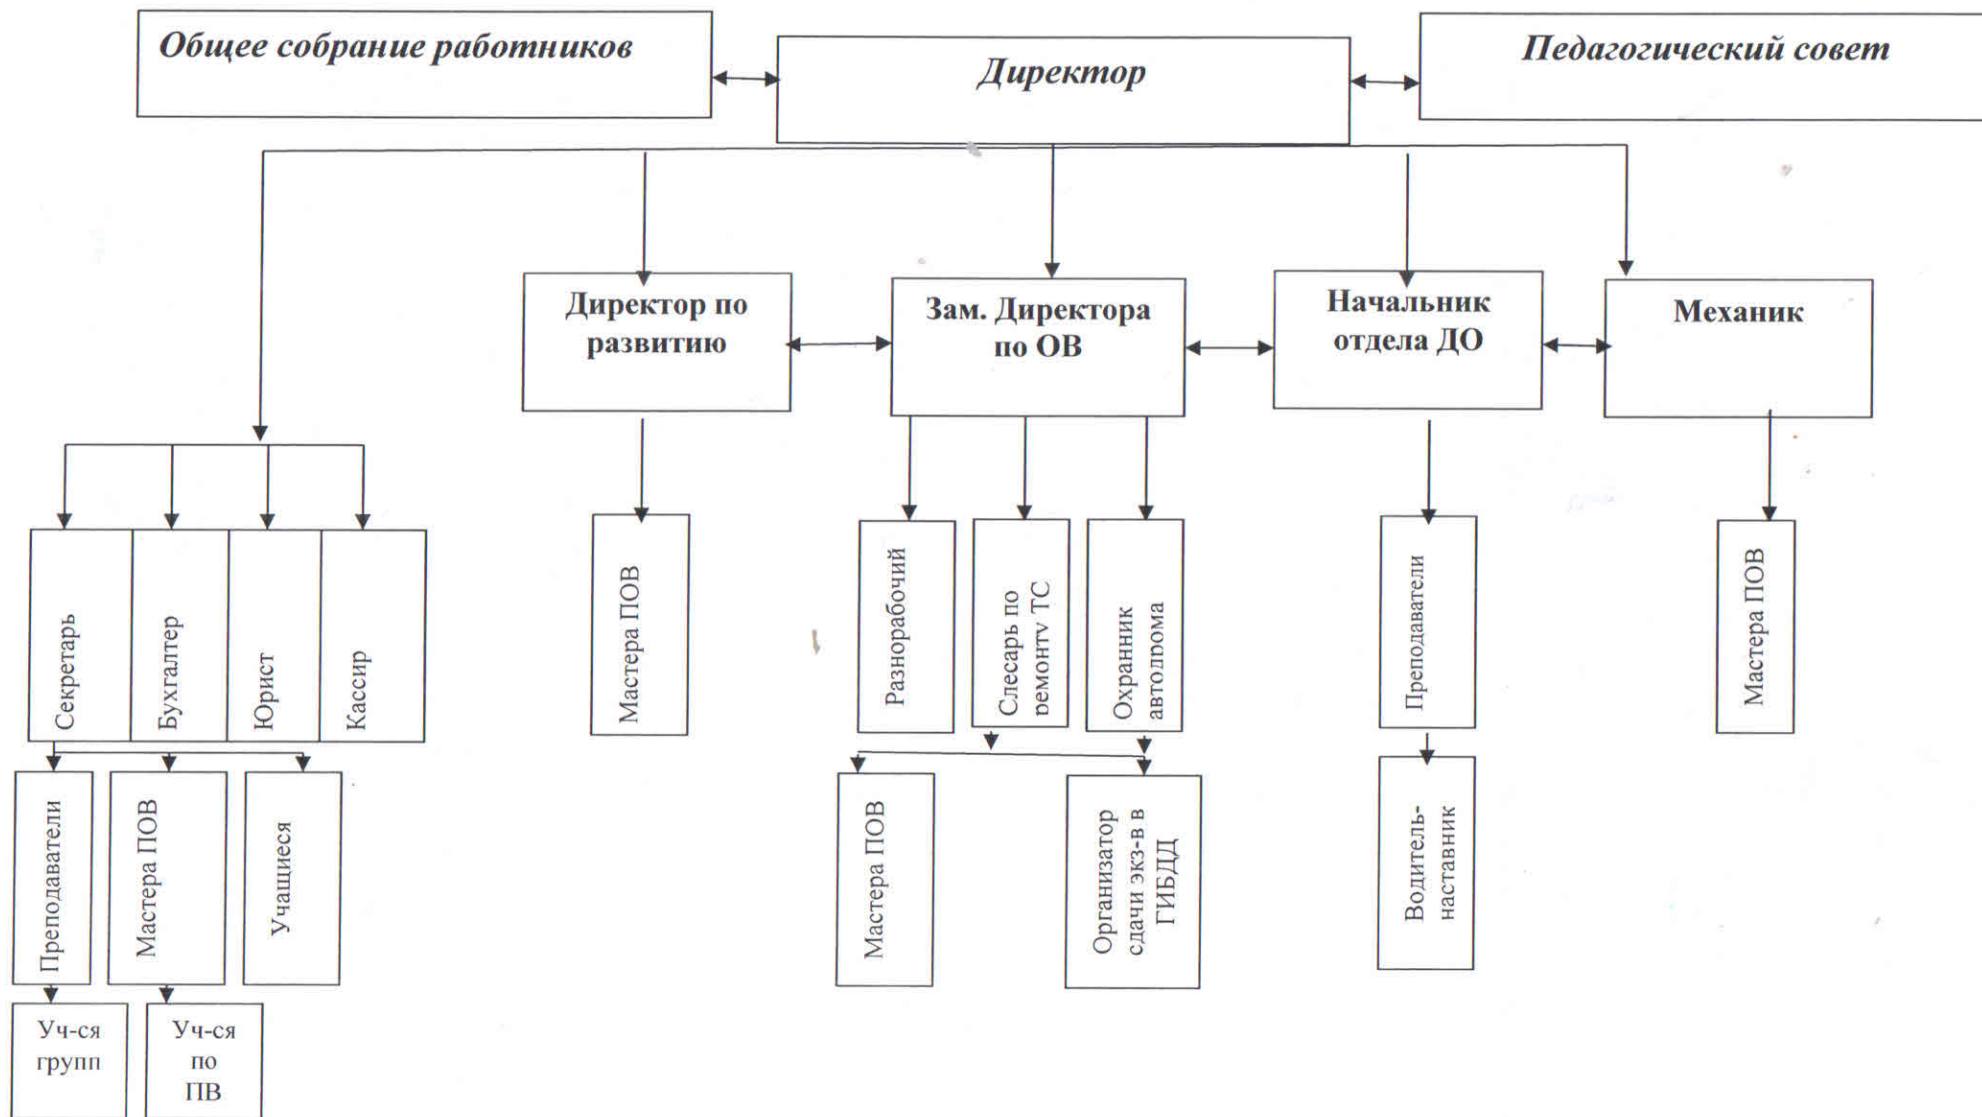 Общее собрание работников
Директор
Педагогический совет
Директор по
развитию
Зам. Директора
по ОВ
Начальник
отдела ДО
Механик
Секретарь
Бухгалтер
Юрист
Кассир
Мастера ПОВ
Разнорабочий
Слесарь по
ремонту ТС
Охранник
автодрома
Преподаватели
Мастера ПОВ
Преподаватели
Мастера ПОВ
Учащиеся
Мастера ПОВ
Организатор
сдачи экз-в в
ГИБДД
Водитель-
наставник
Уч-ся
групп
Уч-ся
по
ПВ